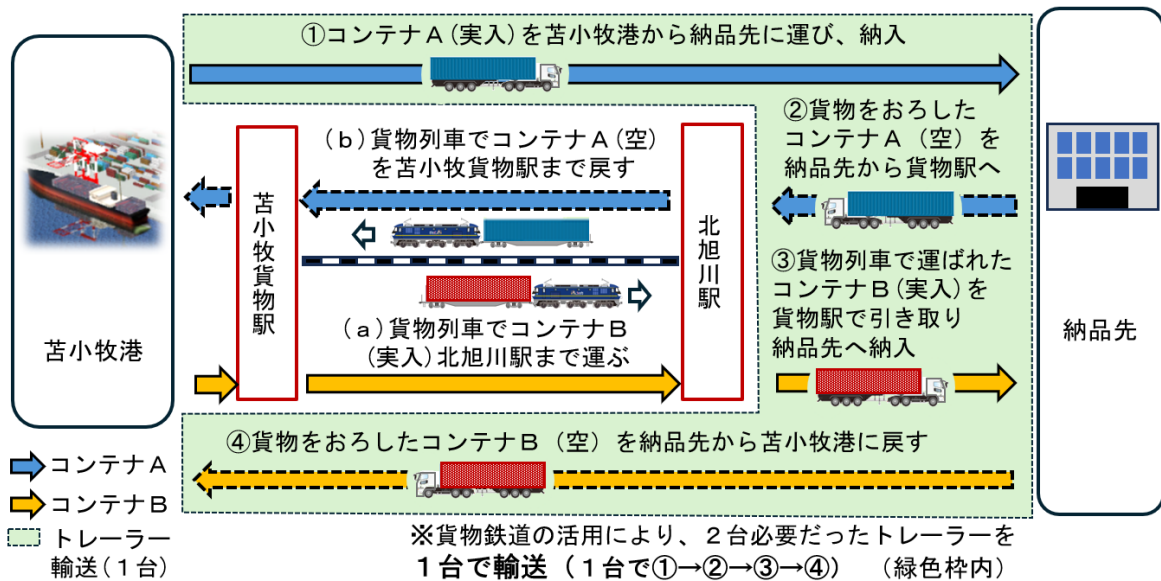 ①コンテナA(実入)を苫小牧港から納品先に運び、納入
②貨物をおろした
コンテナA（空）を
納品先から貨物駅へ
(b)貨物列車でコンテナA(空)
を苫小牧貨物駅まで戻す
苫小牧貨物駅
北旭川駅
③貨物列車で運ばれた
コンテナB(実入)を
貨物駅で引き取り
納品先へ納入
(a)貨物列車でコンテナB
(実入)北旭川駅まで運ぶ
苫小牧港
納品先
④貨物をおろしたコンテナB（空）を納品先から苫小牧港に戻す
コンテナA
コンテナB
トレーラー
輸送(1台)
※貨物鉄道の活用により、2台必要だったトレーラーを
1台で輸送（1台で①→②→③→④）（緑色枠内）